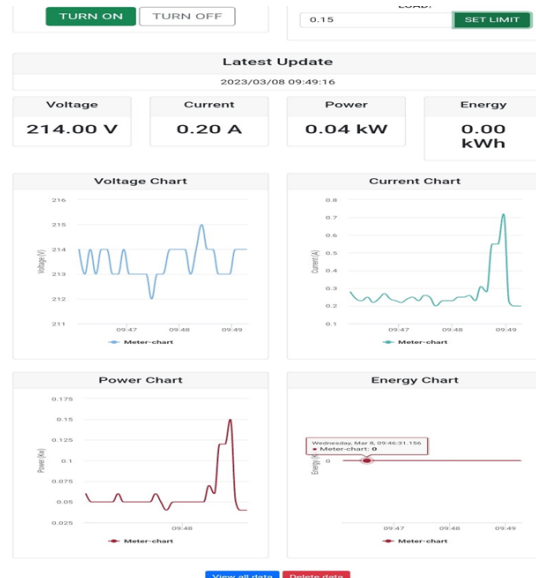 LOAD:
TURN ON TURN OFF 0.15 SET LIMIT
Latest Update
2023/03/08 09:49:16
Voltage Current Power Energy
214.00 V 0.20 A 0.04 kW 0.00
kWh
Voltage Chart
216
215
214
213
212
211
Voltage (V)
09:47 09:48 09:49
Meter-chart
Current Chart
0.8
0.7
0.6
0.5
0.4
0.3
0.2
0.1
Current (A)
09:47 09:48 09:49
Meter-chart
Power Chart
0.175
0.15
0.125
0.1
0.075
0.05
0.025
Power (Kw)
09:48
Meter-chart
Energy Chart
Wednesday, Mar 8, 09:46:31.156
Meter-chart: 0
0
Energy
09:47 09:48 09:49
Meter-chart
View all data Delete data